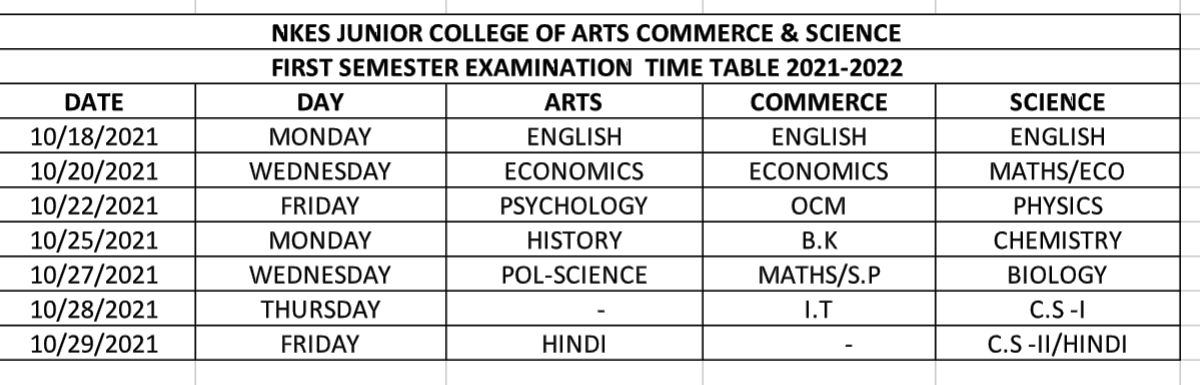 NKES JUNIOR COLLEGE OF ARTS COMMERCE & SCIENCE
FIRST SEMESTER EXAMINATION TIME TABLE 2021-2022
DATE DAY ARTS COMMERCE SCIENCE
10/18/2021 MONDAY ENGLISH ENGLISH ENGLISH
10/20/2021 WEDNESDAY ECONOMICS ECONOMICS MATHS/ECO
10/22/2021 FRIDAY PSYCHOLOGY OCM PHYSICS
10/25/2021 MONDAY HISTORY B.K CHEMISTRY
10/27/2021 WEDNESDAY POL-SCIENCE MATHS/S.P BIOLOGY
10/28/2021 THURSDAY - I.T C.S -I
10/29/2021 FRIDAY HINDI - C.S -II/HINDI